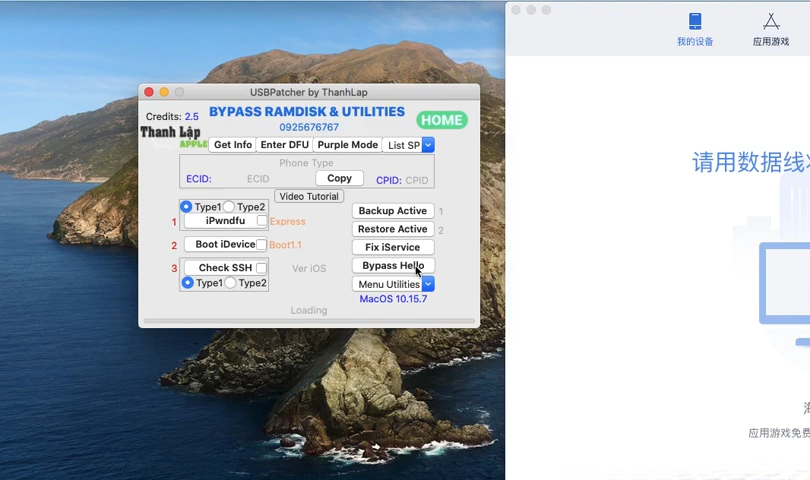 USBPatcher by ThanhLap
Credits: 2.5
BYPASS RAMDISK & UTILITIES
0925676767
HOME
Thanh Lập
APPLE
Get Info
Enter DFU
Purple Mode
List SP
Phone Type
ECID:
ECID
Copy
CPID:
CPID
Video Tutorial
Type1
Type2
1
iPwndfu
Express
2
Boot iDevice
Boot1.1
3
Check SSH
Ver iOS
Type1
Type2
Backup Active
1
Restore Active
2
Fix iService
Bypass Hello
Menu Utilities
MacOS 10.15.7
Loading
我的设备
应用游戏
请用数据线
应用游戏免费